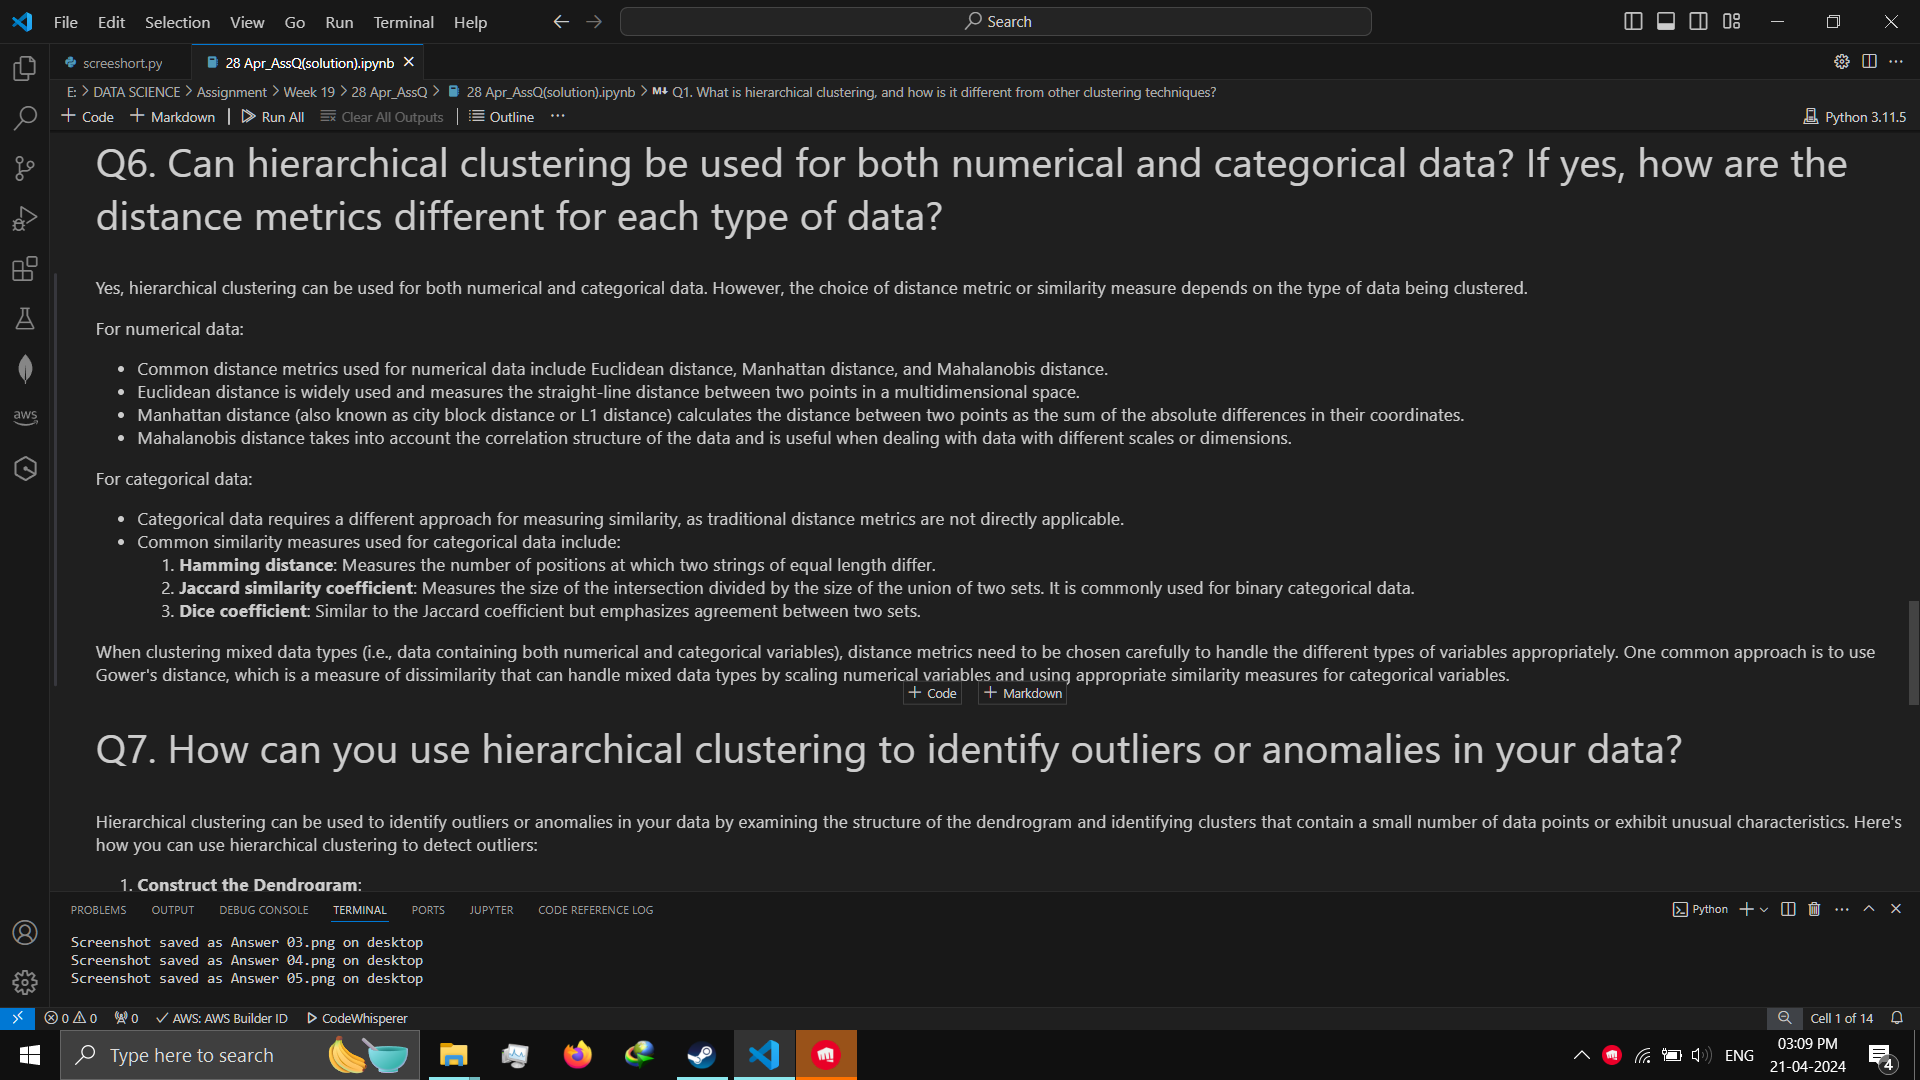 File Edit Selection View Go Run Terminal Help Search
screeshort.py 28 Apr_AssQ(solution).ipynb
E: > DATA SCIENCE > Assignment > Week 19 > 28 Apr_AssQ > 28 Apr_AssQ(solution).ipynb > M↓ Q1. What is hierarchical clustering, and how is it different from other clustering techniques?
+ Code + Markdown | Run All Clear All Outputs | Outline ... Python 3.11.5
Q6. Can hierarchical clustering be used for both numerical and categorical data? If yes, how are the
distance metrics different for each type of data?
Yes, hierarchical clustering can be used for both numerical and categorical data. However, the choice of distance metric or similarity measure depends on the type of data being clustered.
For numerical data:
• Common distance metrics used for numerical data include Euclidean distance, Manhattan distance, and Mahalanobis distance.
• Euclidean distance is widely used and measures the straight-line distance between two points in a multidimensional space.
• Manhattan distance (also known as city block distance or L1 distance) calculates the distance between two points as the sum of the absolute differences in their coordinates.
• Mahalanobis distance takes into account the correlation structure of the data and is useful when dealing with data with different scales or dimensions.
For categorical data:
• Categorical data requires a different approach for measuring similarity, as traditional distance metrics are not directly applicable.
• Common similarity measures used for categorical data include:
1. Hamming distance: Measures the number of positions at which two strings of equal length differ.
2. Jaccard similarity coefficient: Measures the size of the intersection divided by the size of the union of two sets. It is commonly used for binary categorical data.
3. Dice coefficient: Similar to the Jaccard coefficient but emphasizes agreement between two sets.
When clustering mixed data types (i.e., data containing both numerical and categorical variables), distance metrics need to be chosen carefully to handle the different types of variables appropriately. One common approach is to use
Gower's distance, which is a measure of dissimilarity that can handle mixed data types by scaling numerical variables and using appropriate similarity measures for categorical variables.
+ Code + Markdown
Q7. How can you use hierarchical clustering to identify outliers or anomalies in your data?
Hierarchical clustering can be used to identify outliers or anomalies in your data by examining the structure of the dendrogram and identifying clusters that contain a small number of data points or exhibit unusual characteristics. Here's
how you can use hierarchical clustering to detect outliers:
1. Construct the Dendrogram:
PROBLEMS OUTPUT DEBUG CONSOLE TERMINAL PORTS JUPYTER CODE REFERENCE LOG Python
Screenshot saved as Answer 03.png on desktop
Screenshot saved as Answer 04.png on desktop
Screenshot saved as Answer 05.png on desktop
aws
0 0 0 AWS: AWS Builder ID CodeWhisperer Cell 1 of 14
Type here to search ENG 03:09 PM
21-04-2024 4